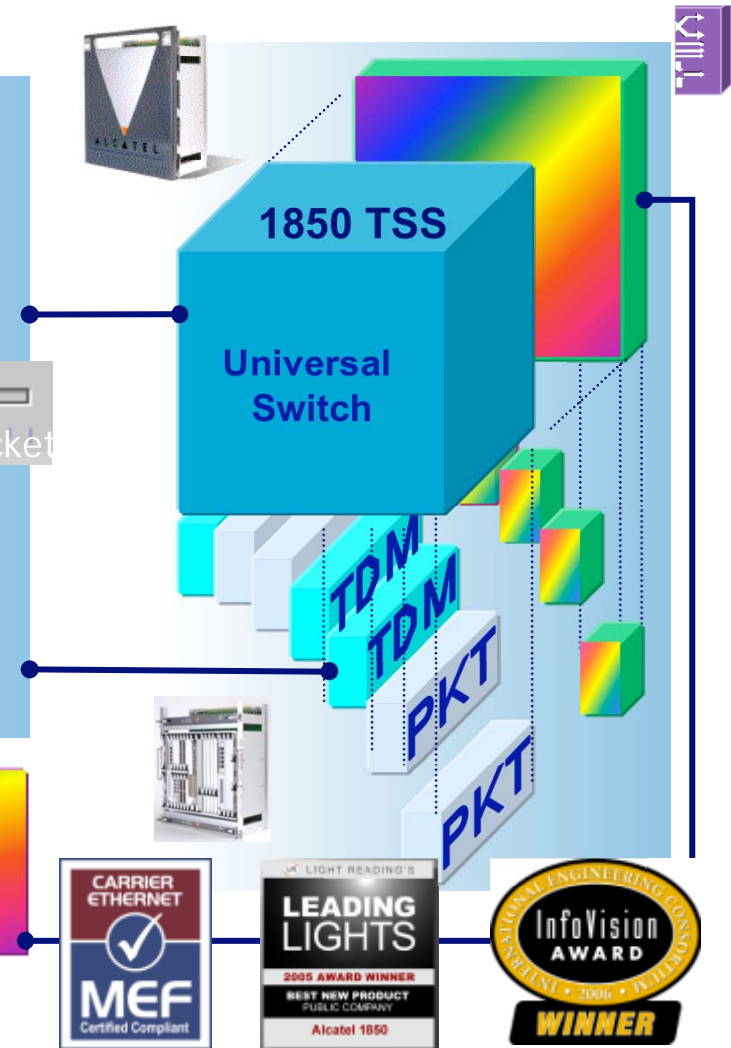 ALCATEL
1850 TSS
Universal
Switch
cket
TDM
TDM
PKT
PKT
CARRIER
ETHERNET
MEF
Certified Compliant
LIGHT READING'S
LEADING
LIGHTS
2005 AWARD WINNER
BEST NEW PRODUCT
PUBLIC COMPANY
Alcatel 1850
INTERNATIONAL ENGINEERING CONSORTIUM
InfoVision
AWARD
• 2006 •
WINNER